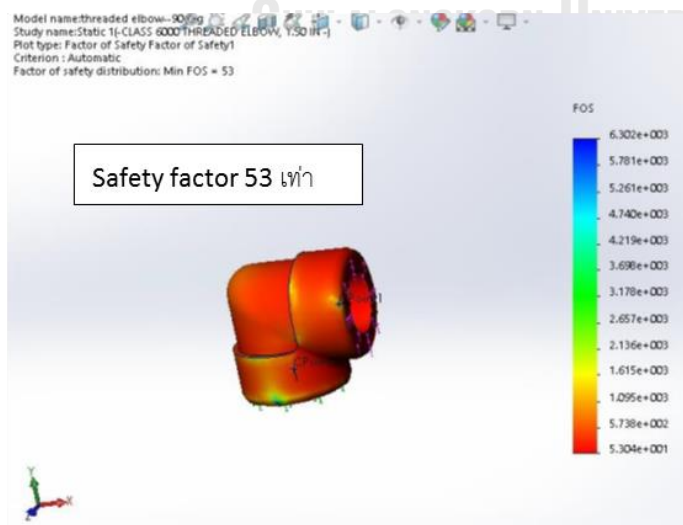 Model name:threaded elbow--90deg
Study name:Static 1(-CLASS 6000 THREADED ELBOW, 1.50 IN-)
Plot type: Factor of Safety Factor of Safety1
Criterion : Automatic
Factor of safety distribution: Min FOS = 53
FOS
6.302e+003
5.781e+003
5.261e+003
4.740e+003
4.219e+003
3.698e+003
3.178e+003
2.657e+003
2.136e+003
1.615e+003
1.095e+003
5.738e+002
5.304e+001
Safety factor 53 เท่า
Y
X